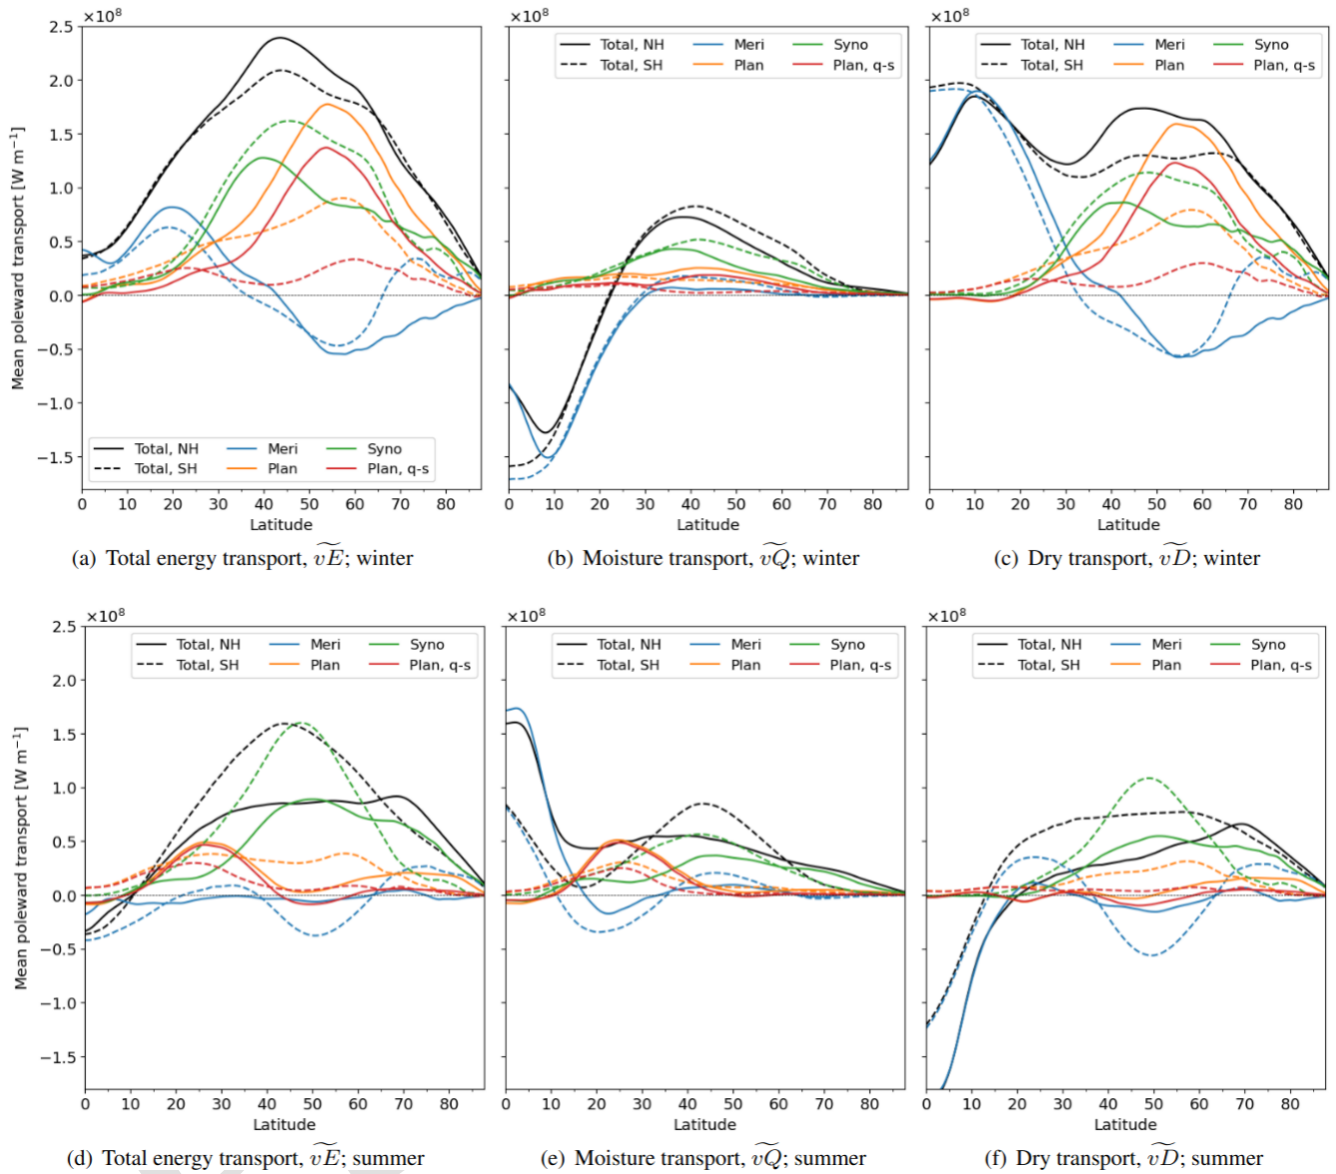 ×10⁸ ×10⁸ ×10⁸
2.5
2.0
1.5
1.0
0.5
0.0
−0.5
−1.0
−1.5
Mean poleward transport [W m⁻¹]
Total, NH Meri Syno
Total, SH Plan Plan, q-s
0 10 20 30 40 50 60 70 80
Latitude
(a) Total energy transport, v͠E; winter
Total, NH Meri Syno
Total, SH Plan Plan, q-s
0 10 20 30 40 50 60 70 80
Latitude
(b) Moisture transport, v͠Q; winter
Total, NH Meri Syno
Total, SH Plan Plan, q-s
0 10 20 30 40 50 60 70 80
Latitude
(c) Dry transport, v͠D; winter
×10⁸ ×10⁸ ×10⁸
2.5
2.0
1.5
1.0
0.5
0.0
−0.5
−1.0
−1.5
Mean poleward transport [W m⁻¹]
Total, NH Meri Syno
Total, SH Plan Plan, q-s
0 10 20 30 40 50 60 70 80
Latitude
(d) Total energy transport, v͠E; summer
Total, NH Meri Syno
Total, SH Plan Plan, q-s
0 10 20 30 40 50 60 70 80
Latitude
(e) Moisture transport, v͠Q; summer
Total, NH Meri Syno
Total, SH Plan Plan, q-s
0 10 20 30 40 50 60 70 80
Latitude
(f) Dry transport, v͠D; summer